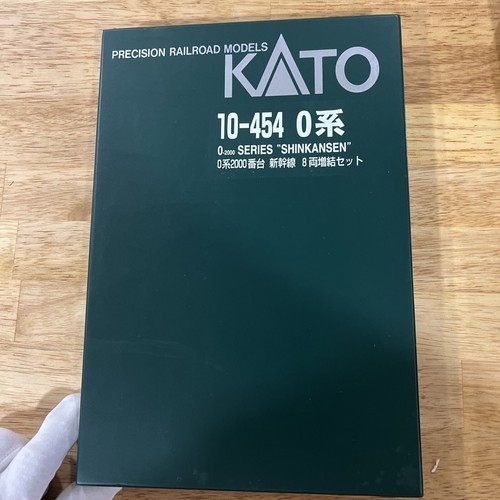 PRECISION RAILROAD MODELS
KATO
10-454 0系
0-2000 SERIES "SHINKANSEN"
0系2000番台 新幹線 8両増結セット